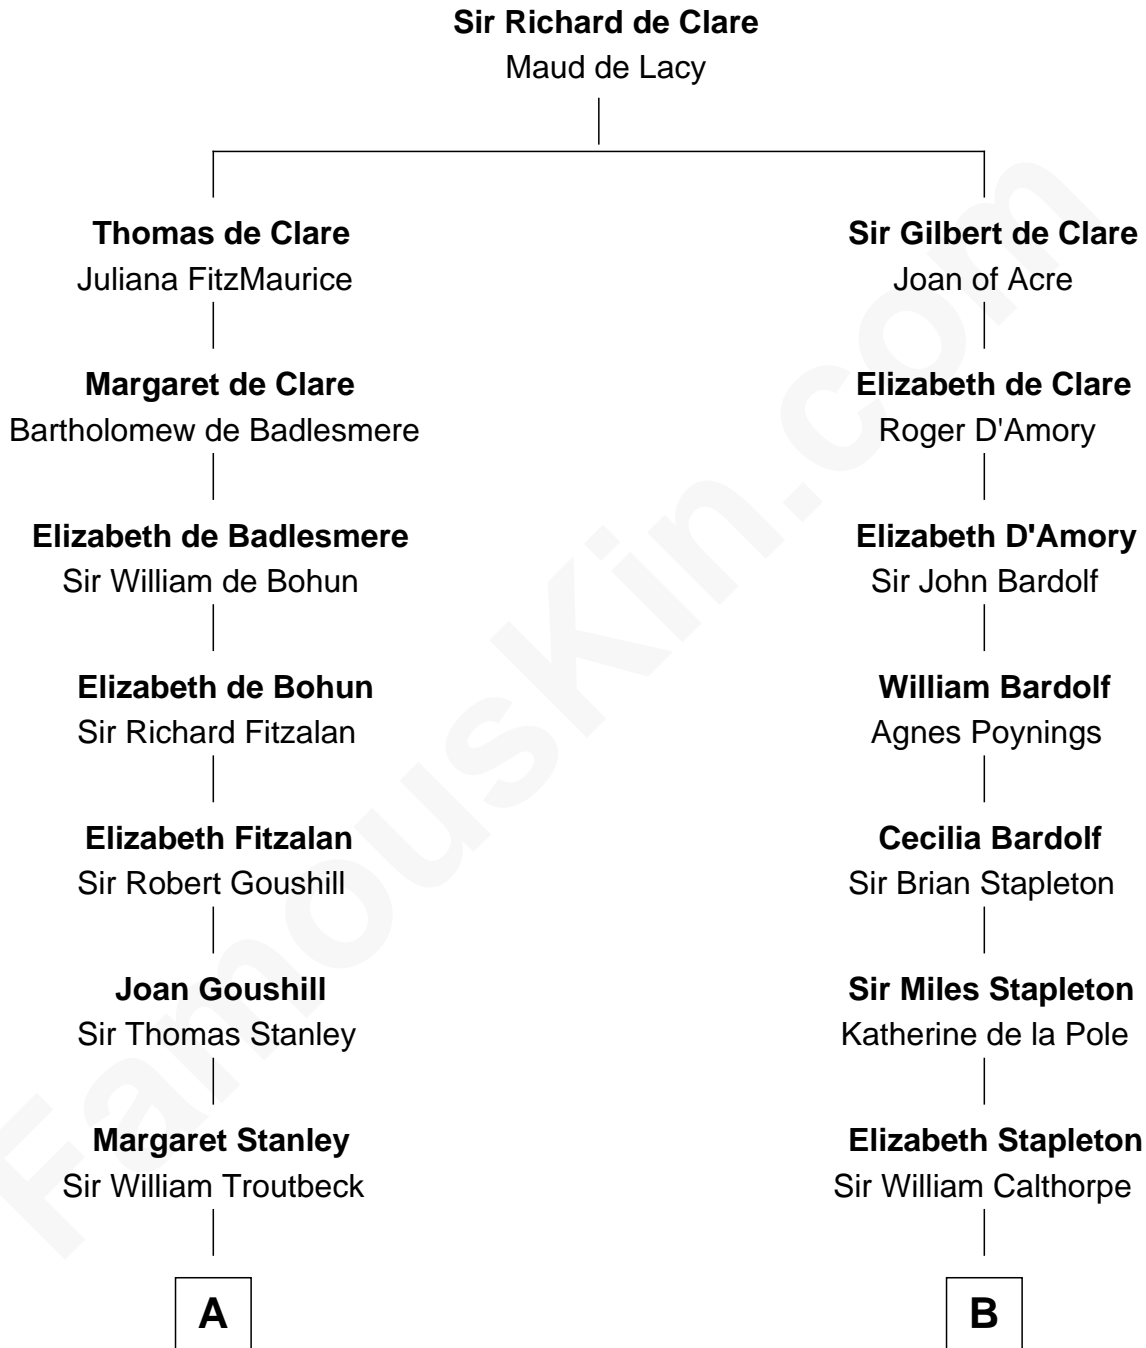 Sir Richard de Clare
Maud de Lacy
Thomas de Clare
Juliana FitzMaurice
Sir Gilbert de Clare
Joan of Acre
Margaret de Clare
Bartholomew de Badlesmere
Elizabeth de Clare
Roger D'Amory
Elizabeth de Badlesmere
Sir William de Bohun
Elizabeth D'Amory
Sir John Bardolf
Elizabeth de Bohun
Sir Richard Fitzalan
William Bardolf
Agnes Poynings
Elizabeth Fitzalan
Sir Robert Goushill
Cecilia Bardolf
Sir Brian Stapleton
Joan Goushill
Sir Thomas Stanley
Sir Miles Stapleton
Katherine de la Pole
Margaret Stanley
Sir William Troutbeck
Elizabeth Stapleton
Sir William Calthorpe
A
B
FamousKin.com